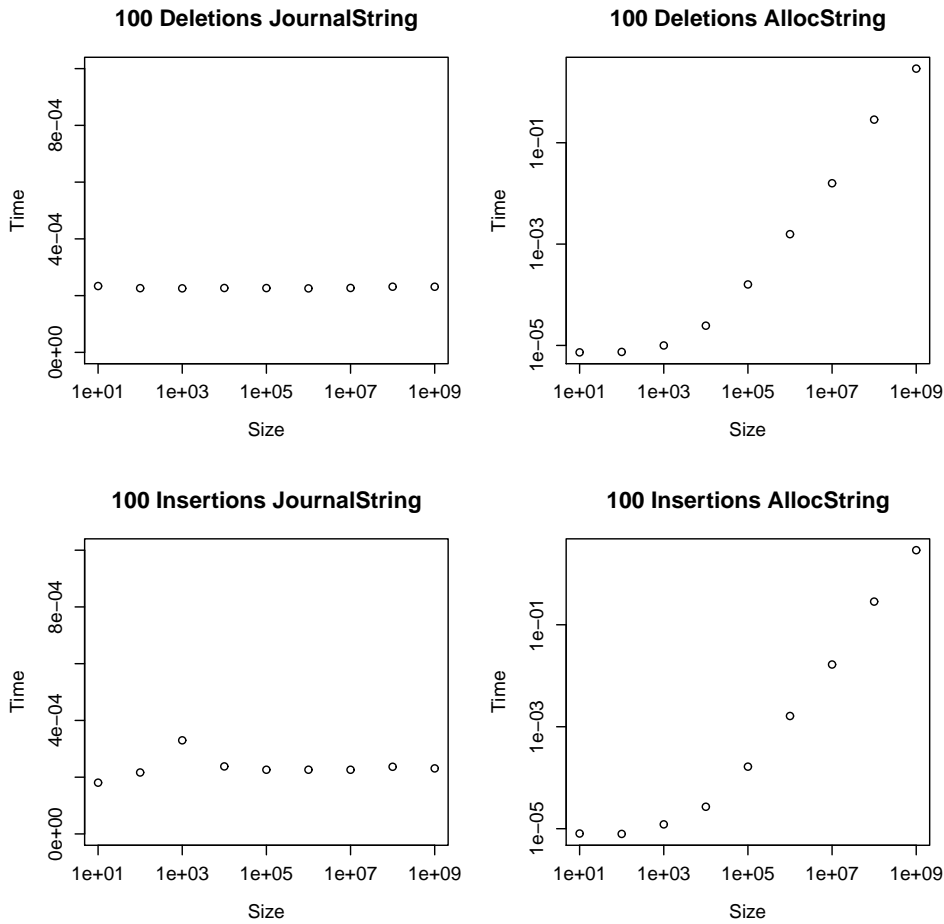 100 Deletions JournalString
Time
0e+00
4e−04
8e−04
1e+01
1e+03
1e+05
1e+07
1e+09
Size
100 Deletions AllocString
Time
1e−05
1e−03
1e−01
1e+01
1e+03
1e+05
1e+07
1e+09
Size
100 Insertions JournalString
Time
0e+00
4e−04
8e−04
1e+01
1e+03
1e+05
1e+07
1e+09
Size
100 Insertions AllocString
Time
1e−05
1e−03
1e−01
1e+01
1e+03
1e+05
1e+07
1e+09
Size